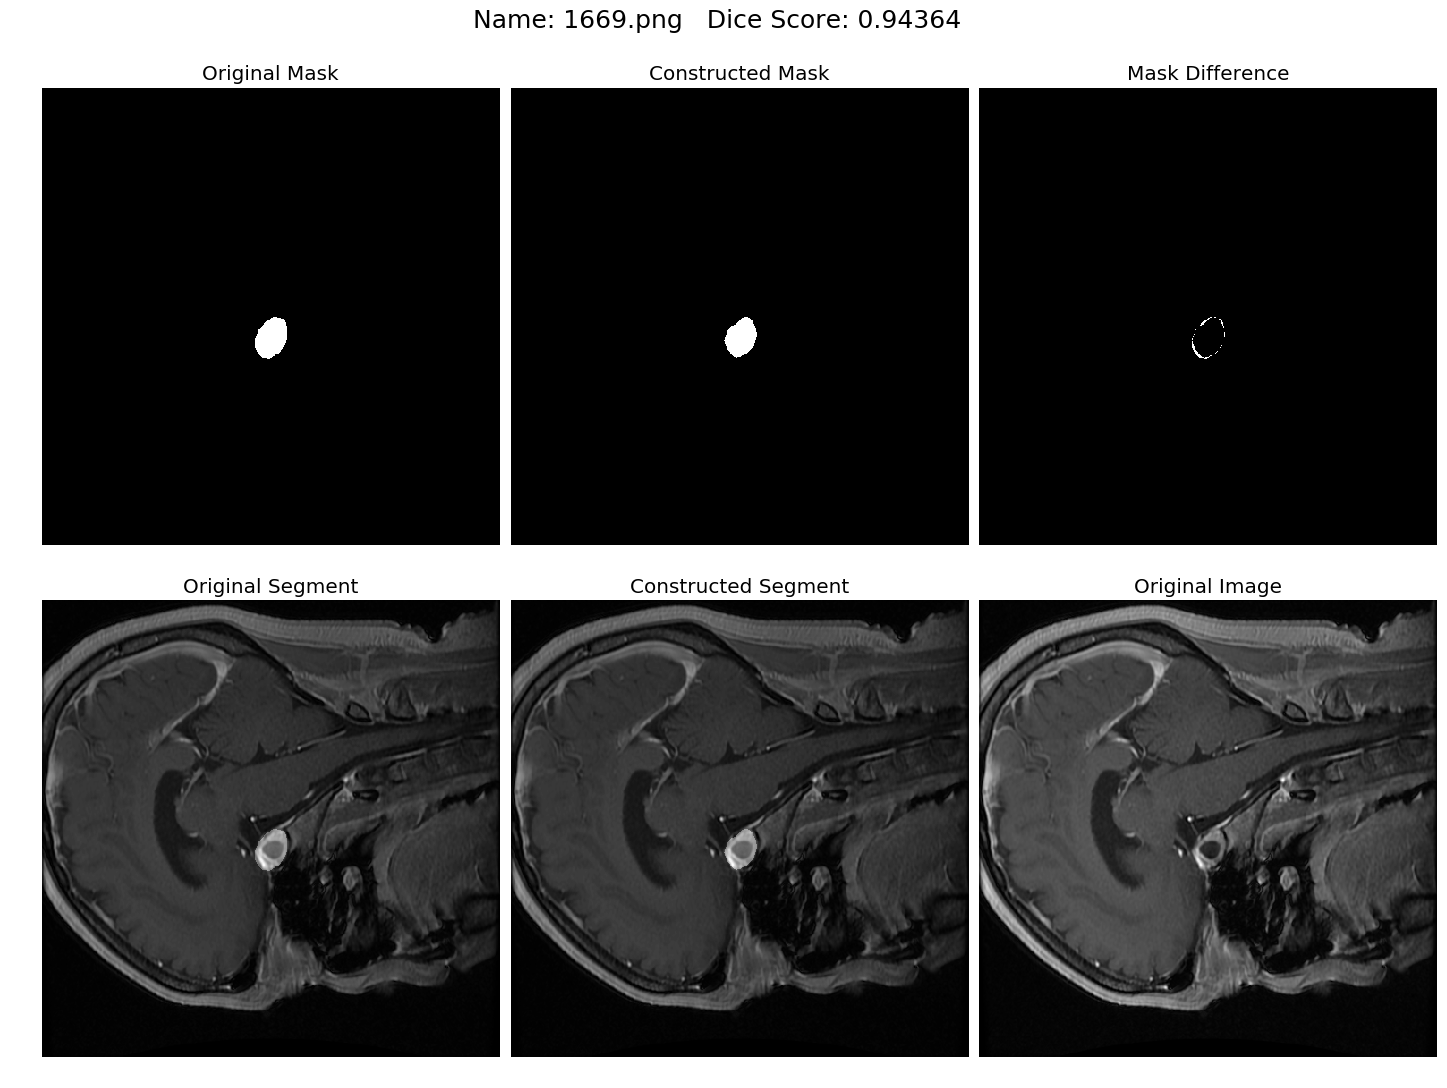 Name: 1669.png   Dice Score: 0.94364
Original Mask
Constructed Mask
Mask Difference
Original Segment
Constructed Segment
Original Image